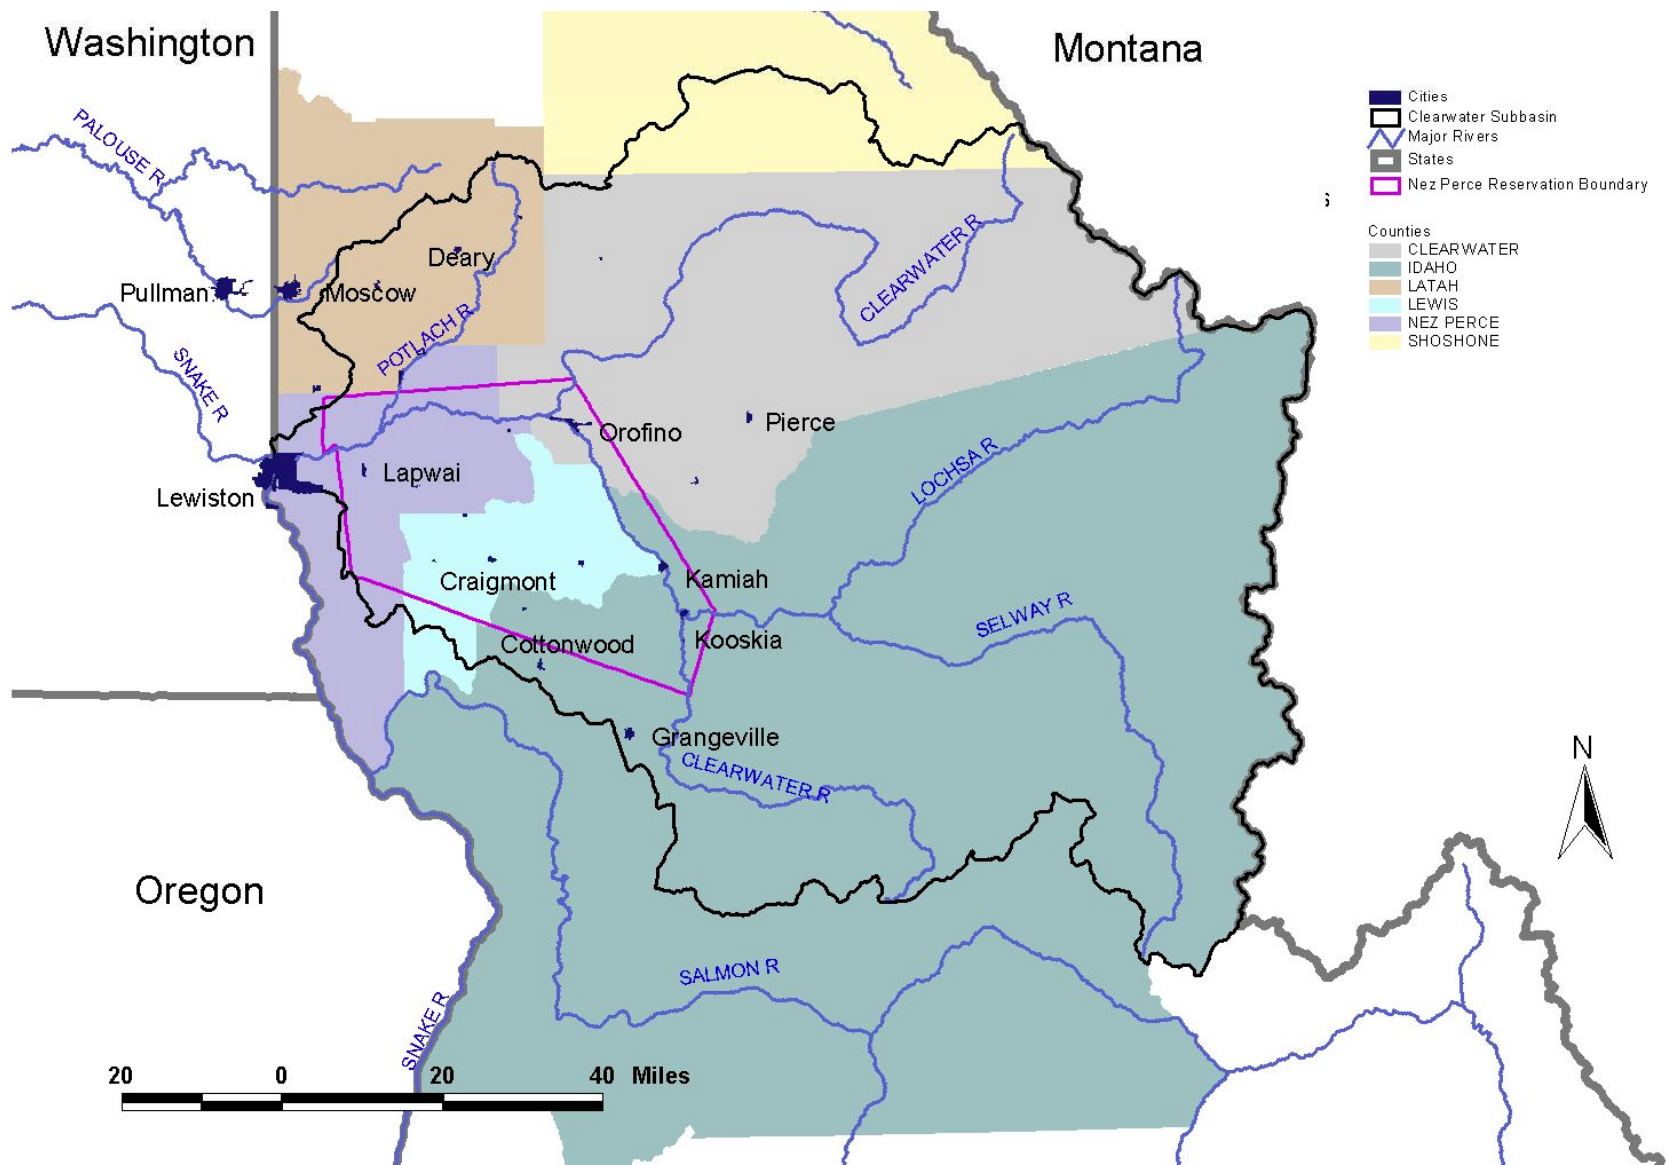 Washington
Montana
Cities
Clearwater Subbasin
Major Rivers
States
Nez Perce Reservation Boundary
s
Counties
CLEARWATER
IDAHO
LATAH
LEWIS
NEZ PERCE
SHOSHONE
PALOUSE R
Deary
CLEARWATER R
Pullman
Moscow
POTLACH R
SNAKE R
Pierce
Orofino
Lapwai
LOCHSA R
Lewiston
Craigmont
Kamiah
SELWAY R
Cottonwood
Kooskia
Grangeville
CLEARWATER R
N
Oregon
SALMON R
SNAKE R
20 0 20 40 Miles